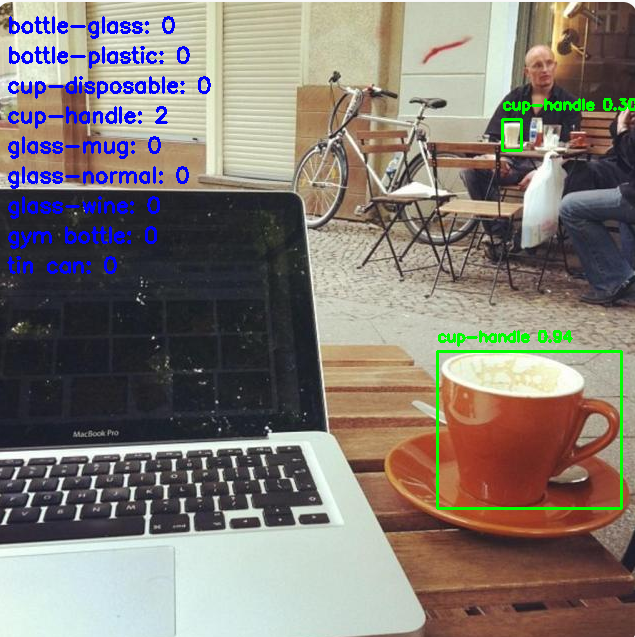 bottle-glass: 0
bottle-plastic: 0
cup-disposable: 0
cup-handle: 2
glass-mug: 0
glass-normal: 0
glass-wine: 0
gym bottle: 0
tin can: 0
cup-handle 0.30
cup-handle 0.94
MacBook Pro